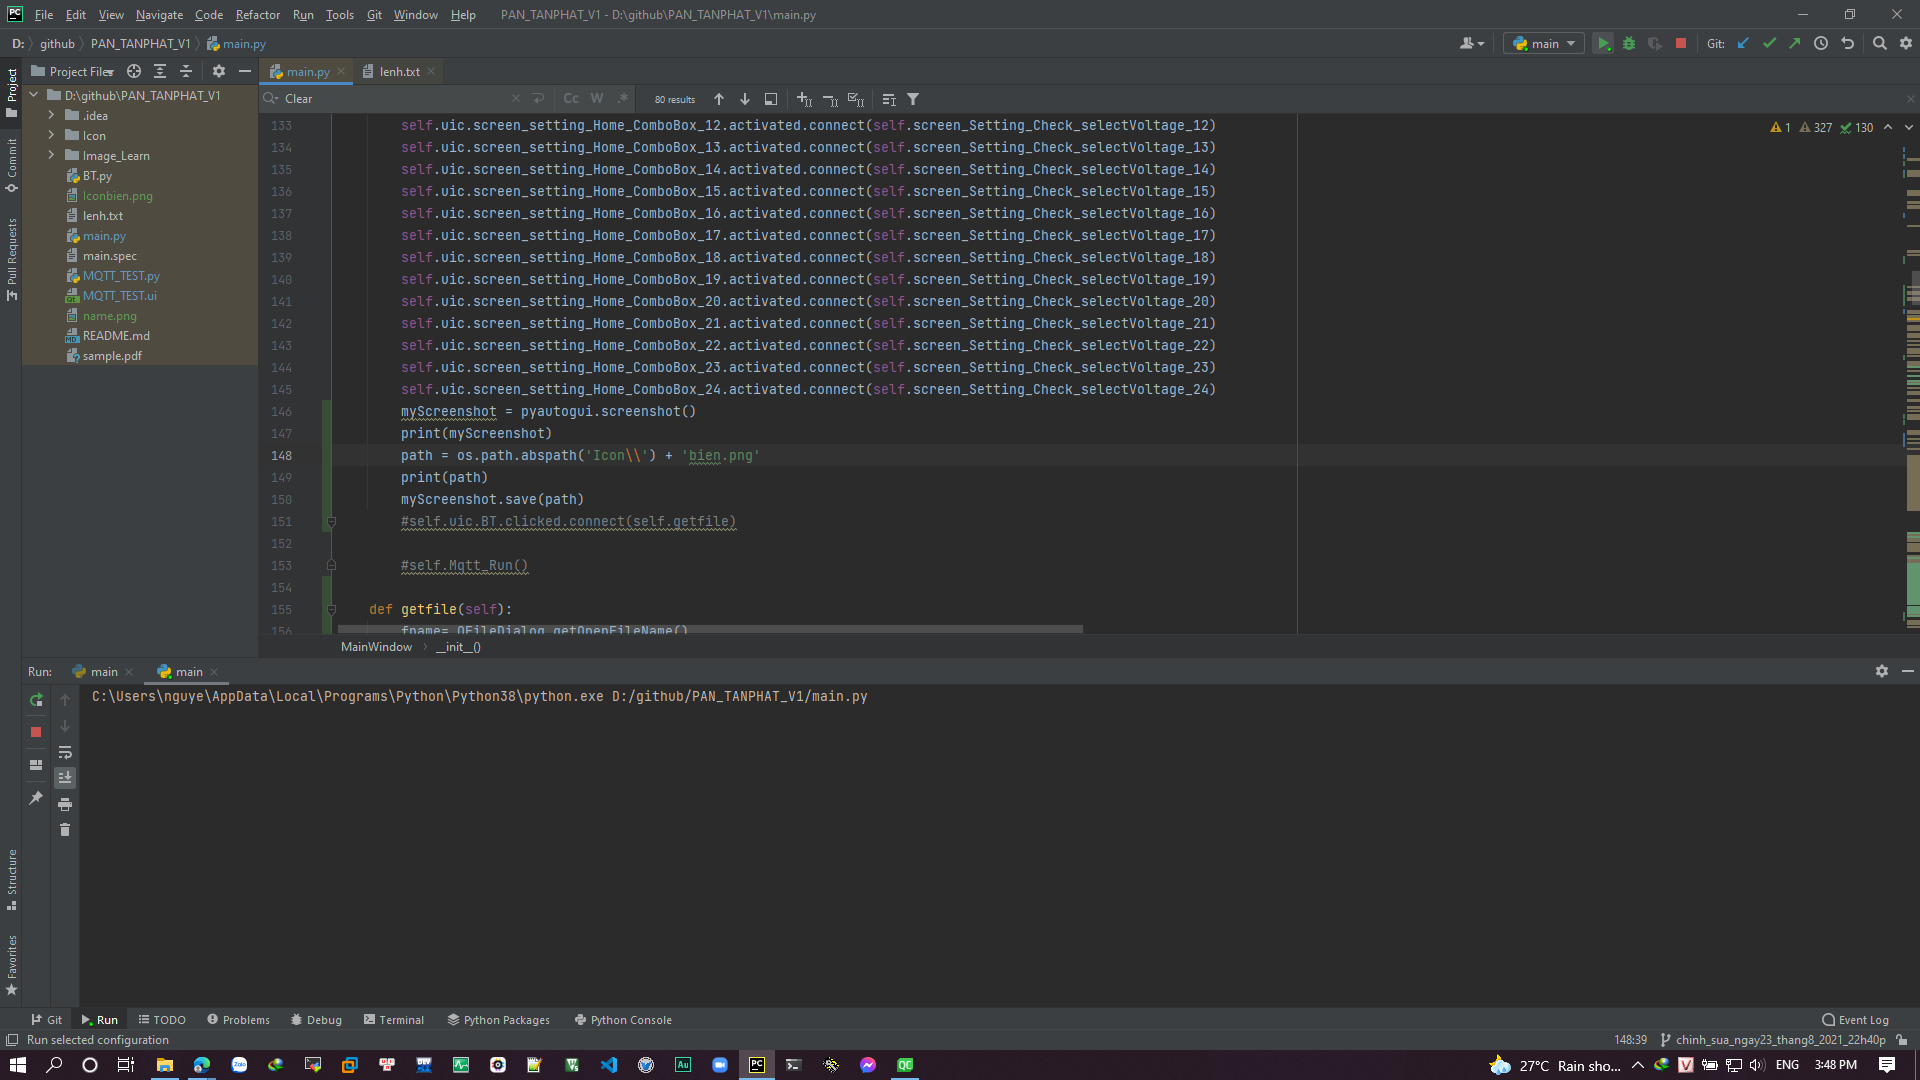 File Edit View Navigate Code Refactor Run Tools Git Window Help PAN_TANPHAT_V1 - D:\github\PAN_TANPHAT_V1\main.py
D: github PAN_TANPHAT_V1 main.py
main
Git:
Project Files
main.py
lenh.txt
D:\github\PAN_TANPHAT_V1
.idea
Icon
Image_Learn
BT.py
Iconbien.png
lenh.txt
main.py
main.spec
MQTT_TEST.py
MQTT_TEST.ui
name.png
README.md
sample.pdf
Project
Commit
Pull Requests
Structure
Favorites
Clear Cc W .* 80 results
1 327 130
133 self.uic.screen_setting_Home_ComboBox_12.activated.connect(self.screen_Setting_Check_selectVoltage_12)
134 self.uic.screen_setting_Home_ComboBox_13.activated.connect(self.screen_Setting_Check_selectVoltage_13)
135 self.uic.screen_setting_Home_ComboBox_14.activated.connect(self.screen_Setting_Check_selectVoltage_14)
136 self.uic.screen_setting_Home_ComboBox_15.activated.connect(self.screen_Setting_Check_selectVoltage_15)
137 self.uic.screen_setting_Home_ComboBox_16.activated.connect(self.screen_Setting_Check_selectVoltage_16)
138 self.uic.screen_setting_Home_ComboBox_17.activated.connect(self.screen_Setting_Check_selectVoltage_17)
139 self.uic.screen_setting_Home_ComboBox_18.activated.connect(self.screen_Setting_Check_selectVoltage_18)
140 self.uic.screen_setting_Home_ComboBox_19.activated.connect(self.screen_Setting_Check_selectVoltage_19)
141 self.uic.screen_setting_Home_ComboBox_20.activated.connect(self.screen_Setting_Check_selectVoltage_20)
142 self.uic.screen_setting_Home_ComboBox_21.activated.connect(self.screen_Setting_Check_selectVoltage_21)
143 self.uic.screen_setting_Home_ComboBox_22.activated.connect(self.screen_Setting_Check_selectVoltage_22)
144 self.uic.screen_setting_Home_ComboBox_23.activated.connect(self.screen_Setting_Check_selectVoltage_23)
145 self.uic.screen_setting_Home_ComboBox_24.activated.connect(self.screen_Setting_Check_selectVoltage_24)
146 myScreenshot = pyautogui.screenshot()
147 print(myScreenshot)
148 path = os.path.abspath('Icon\\') + 'bien.png'
149 print(path)
150 myScreenshot.save(path)
151 #self.uic.BT.clicked.connect(self.getfile)
152
153 #self.Mqtt_Run()
154
155 def getfile(self):
156 fname= QFileDialog.getOpenFileName()
MainWindow __init__()
Run: main main
C:\Users\nguye\AppData\Local\Programs\Python\Python38\python.exe D:/github/PAN_TANPHAT_V1/main.py
Git Run TODO Problems Debug Terminal Python Packages Python Console Event Log
Run selected configuration 148:39 chinh_sua_ngay23_thang8_2021_22h40p
27°C Rain sho... ENG 3:48 PM